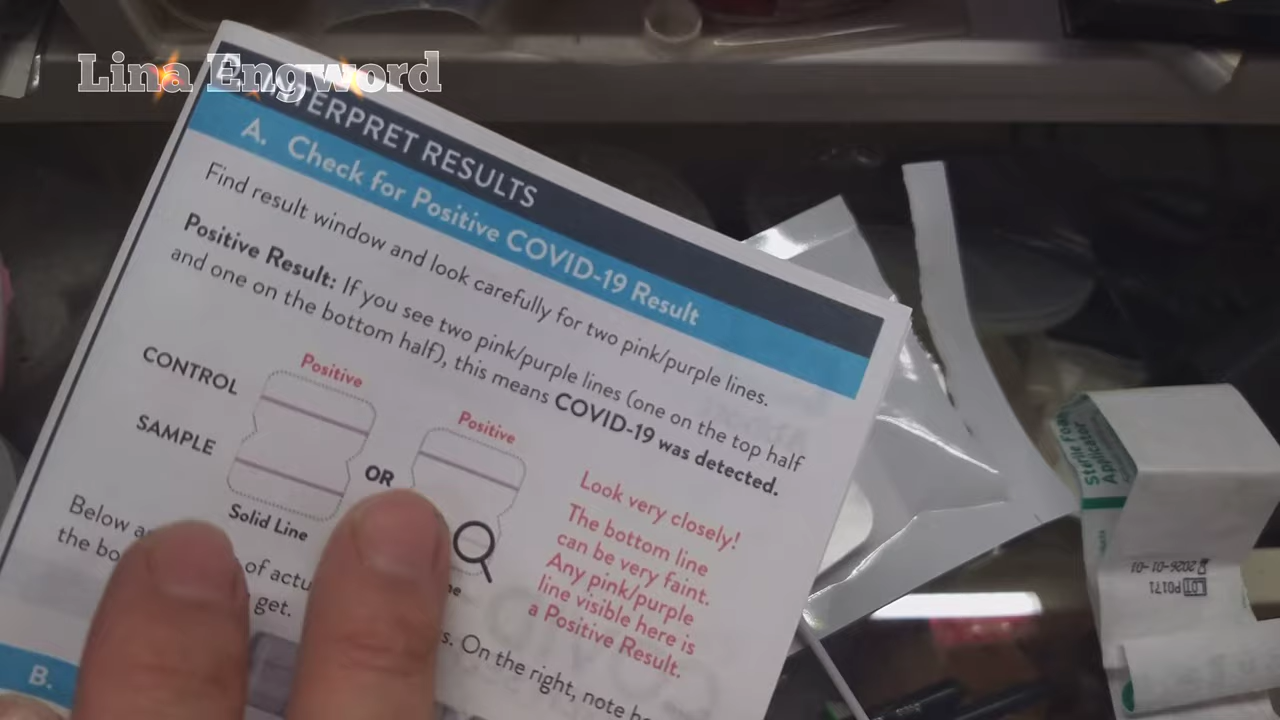 Lina Engword
INTERPRET RESULTS
A. Check for Positive COVID-19 Result
Find result window and look carefully for two pink/purple lines.
Positive Result: If you see two pink/purple lines (one on the top half
and one on the bottom half), this means COVID-19 was detected.
Positive
Positive
CONTROL
SAMPLE
OR
Solid Line
Look very closely!
The bottom line
can be very faint.
Any pink/purple
line visible here is
a Positive Result.
Below
of
the
get.
On the right, note
B.
Sterile Foam
Applicator
2026-01-01
LOT P0171